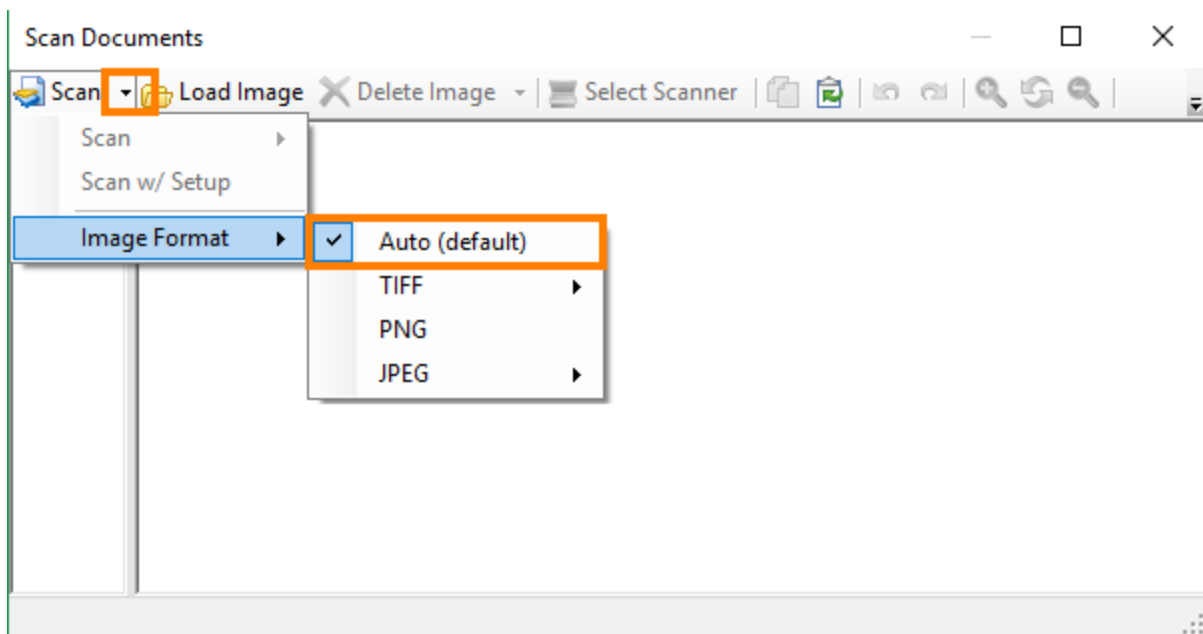 Scan Documents
Scan Load Image Delete Image Select Scanner
Scan
Scan w/ Setup
Image Format
Auto (default)
TIFF
PNG
JPEG